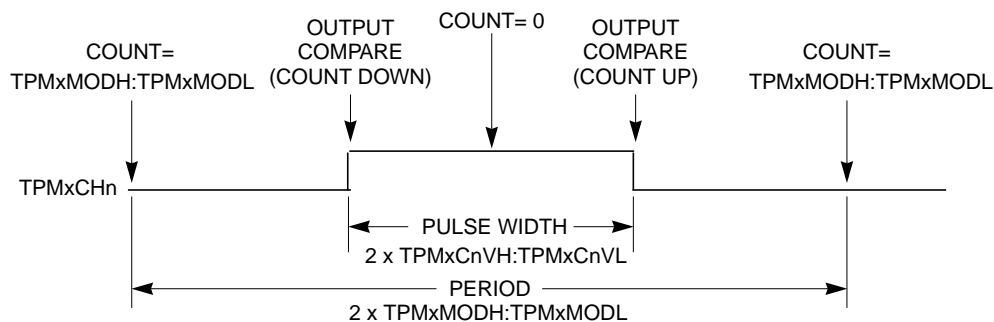 COUNT=
TPMxMODH:TPMxMODL
OUTPUT
COMPARE
(COUNT DOWN)
COUNT= 0
OUTPUT
COMPARE
(COUNT UP)
COUNT=
TPMxMODH:TPMxMODL
TPMxCHn
PULSE WIDTH
2 x TPMxCnVH:TPMxCnVL
PERIOD
2 x TPMxMODH:TPMxMODL